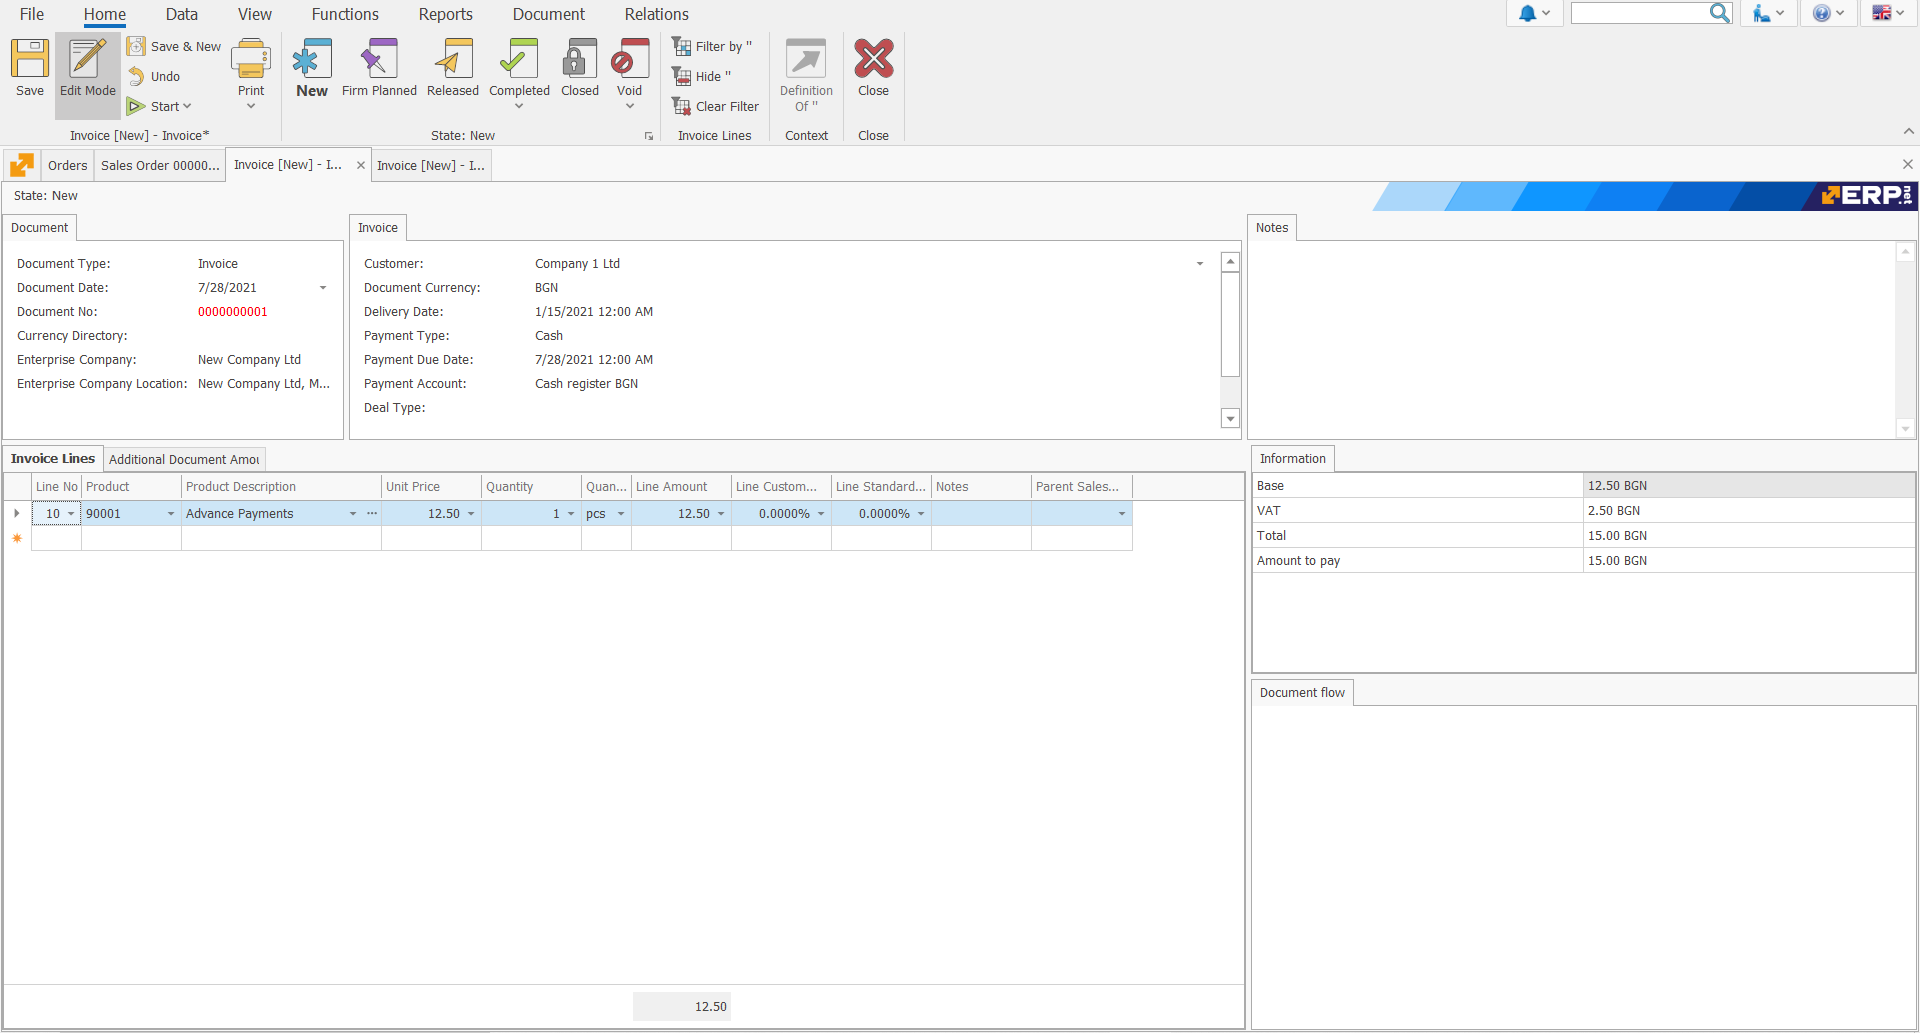 File Home Data View Functions Reports Document Relations
Save
Edit Mode
Save & New
Undo
Start
Print
New
Firm Planned
Released
Completed
Closed
Void
Filter by "
Hide "
Clear Filter
Definition
Of "
Close
Invoice [New] - Invoice*
State: New
Invoice Lines
Context
Close
Orders
Sales Order 00000...
Invoice [New] - I...
Invoice [New] - I...
State: New
ERP.net
Document
Document Type: Invoice
Document Date: 7/28/2021
Document No: 0000000001
Currency Directory:
Enterprise Company: New Company Ltd
Enterprise Company Location: New Company Ltd, M...
Invoice
Customer: Company 1 Ltd
Document Currency: BGN
Delivery Date: 1/15/2021 12:00 AM
Payment Type: Cash
Payment Due Date: 7/28/2021 12:00 AM
Payment Account: Cash register BGN
Deal Type:
Notes
Invoice Lines
Additional Document Amou
Line No Product Product Description Unit Price Quantity Quan... Line Amount Line Custom... Line Standard... Notes Parent Sales...
10 90001 Advance Payments ... 12.50 1 pcs 12.50 0.0000% 0.0000%
12.50
Information
Base 12.50 BGN
VAT 2.50 BGN
Total 15.00 BGN
Amount to pay 15.00 BGN
Document flow